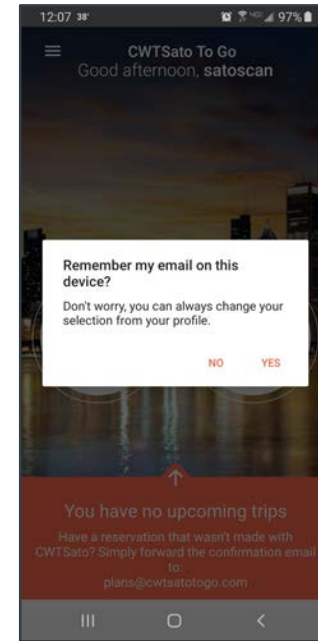 12:07 38° 97%
CWTSato To Go
Good afternoon, satoscan
Remember my email on this
device?
Don't worry, you can always change your
selection from your profile.
NO YES
You have no upcoming trips
Have a reservation that wasn't made with
CWTSato? Simply forward the confirmation email
to:
plans@cwtsatotogo.com